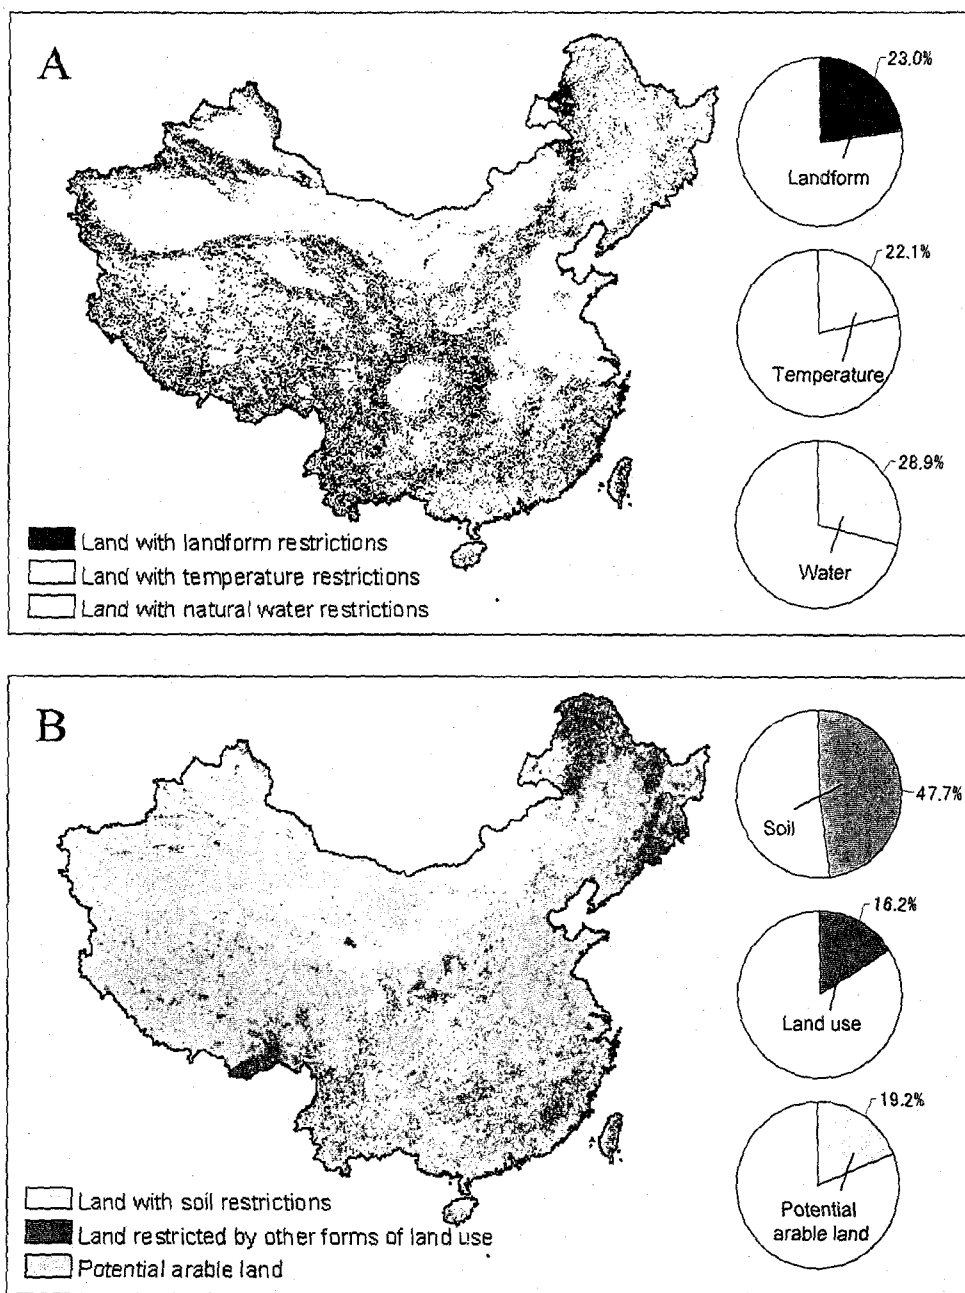 A
23.0%
Landform
22.1%
Temperature
28.9%
Water
Land with landform restrictions
Land with temperature restrictions
Land with natural water restrictions
B
47.7%
Soil
16.2%
Land use
19.2%
Potential
arable land
Land with soil restrictions
Land restricted by other forms of land use
Potential arable land